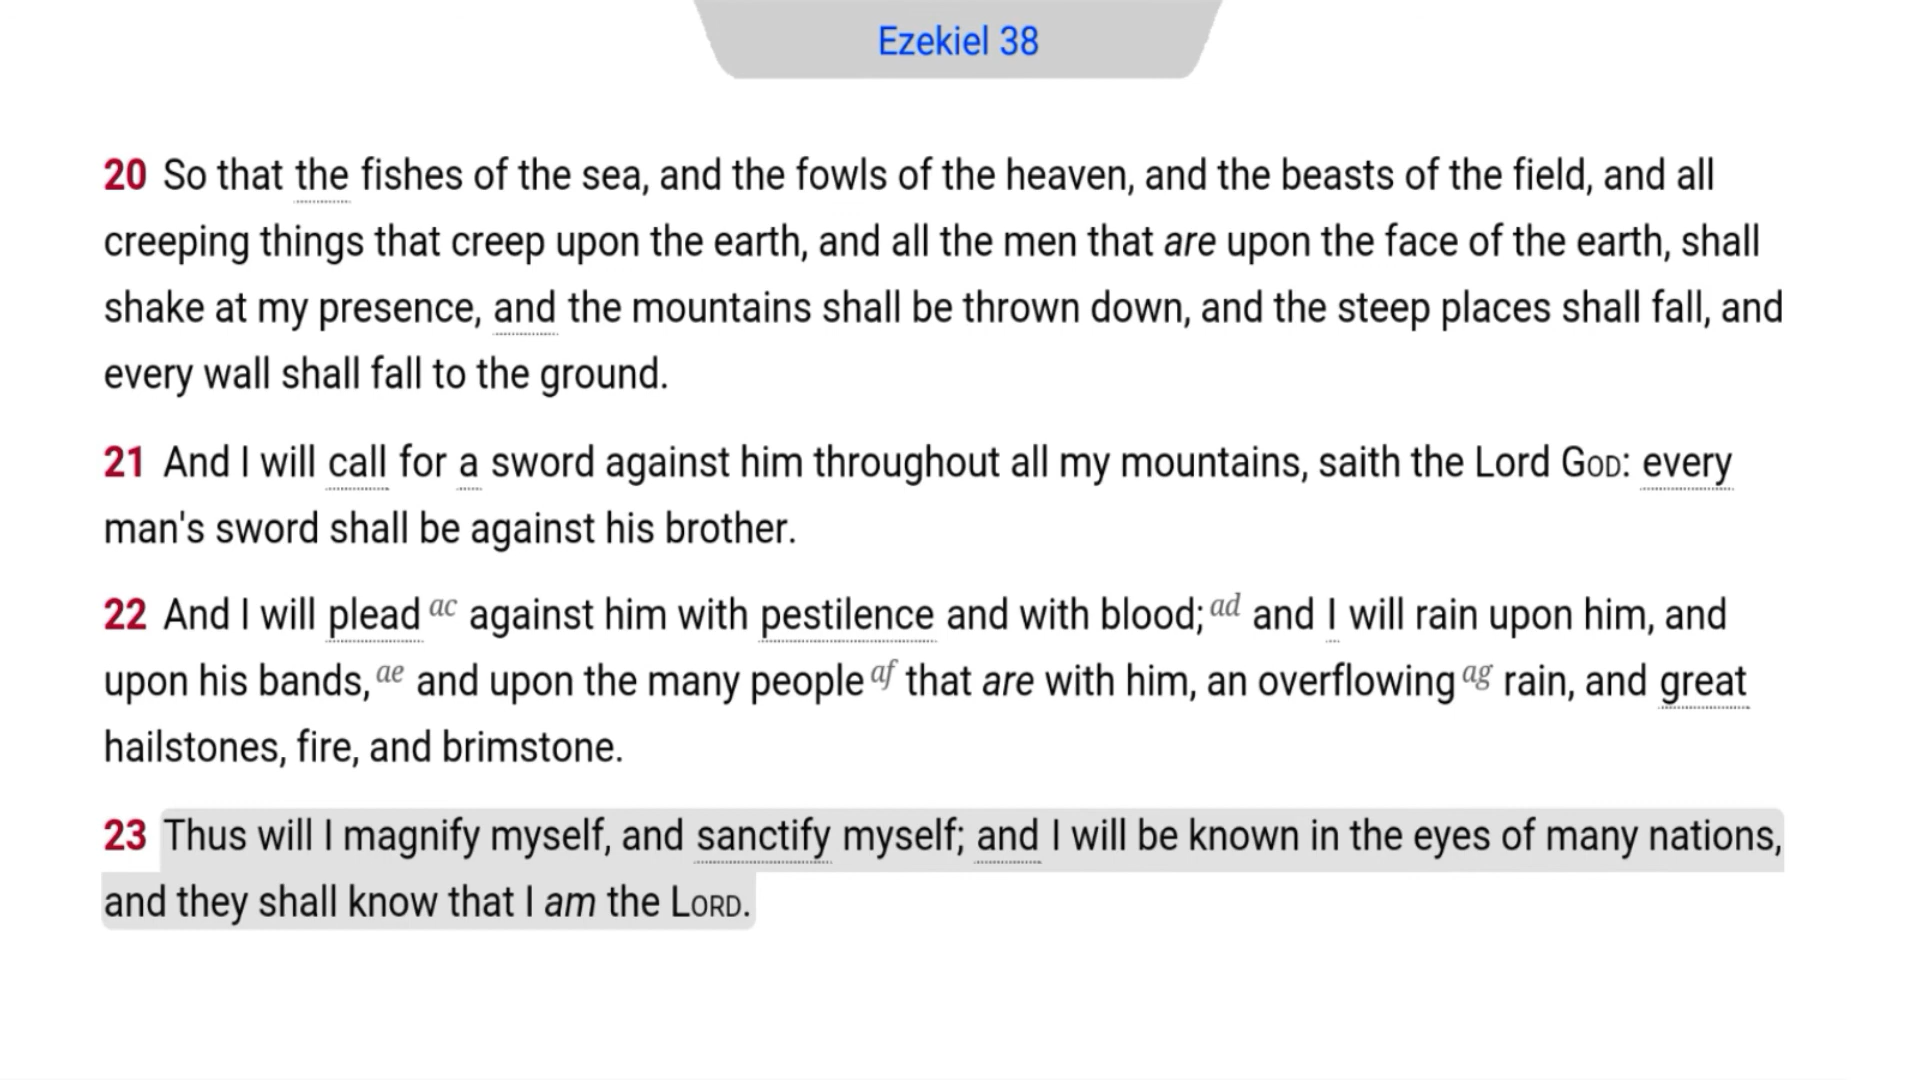 Ezekiel 38
20 So that the fishes of the sea, and the fowls of the heaven, and the beasts of the field, and all
creeping things that creep upon the earth, and all the men that are upon the face of the earth, shall
shake at my presence, and the mountains shall be thrown down, and the steep places shall fall, and
every wall shall fall to the ground.
21 And I will call for a sword against him throughout all my mountains, saith the Lord GOD: every
man's sword shall be against his brother.
22 And I will plead ac against him with pestilence and with blood; ad and I will rain upon him, and
upon his bands, ae and upon the many people af that are with him, an overflowing ag rain, and great
hailstones, fire, and brimstone.
23 Thus will I magnify myself, and sanctify myself; and I will be known in the eyes of many nations,
and they shall know that I am the LORD.